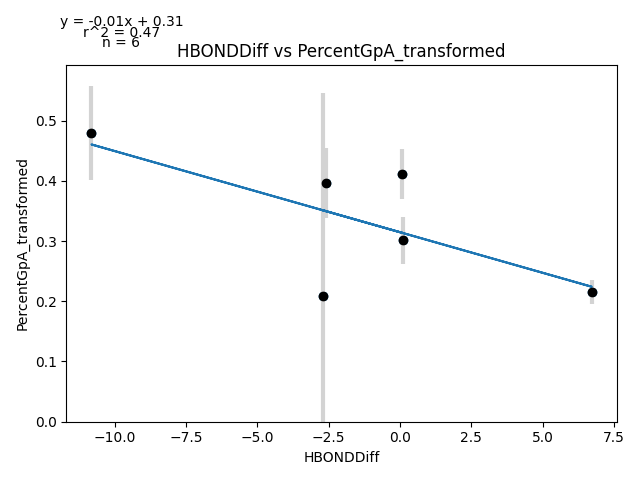 y = -0.01x + 0.31
r^2 = 0.47
n = 6
HBONDDiff vs PercentGpA_transformed
PercentGpA_transformed
0.5
0.4
0.3
0.2
0.1
0.0
−10.0
−7.5
−5.0
−2.5
0.0
2.5
5.0
7.5
HBONDDiff